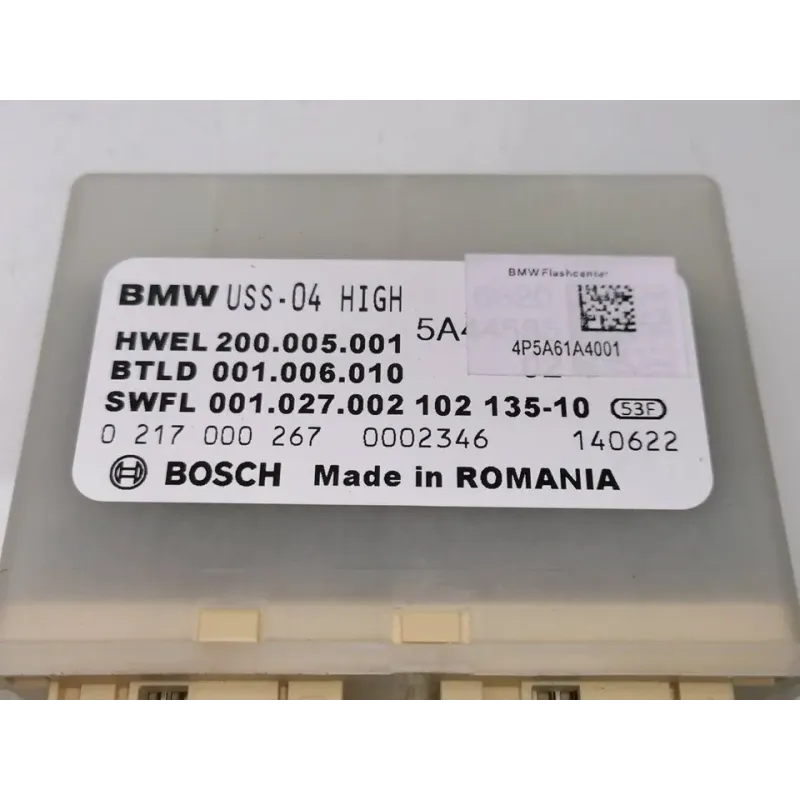 BMW USS-04 HIGH
BMW Flashcenter
HWEL 200.005.001
4P5A61A4001
BTLD 001.006.010
SWFL 001.027.002 102 135-10 53F
0 217 000 267 0002346 140622
BOSCH Made in ROMANIA